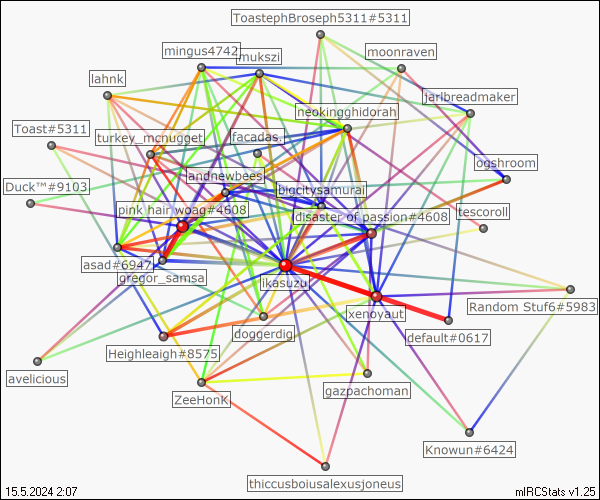 ToastephBroseph5311#5311
mingus4742
moonraven
mukszi
lahnk
jarlbreadmaker
neokingghidorah
Toast#5311
turkey_mcnugget
facadas.
ogshroom
landnewbees
Duck™#9103
bigcitysamurai
pink hair woag#4608
disaster of passion#4608
tescoroll
asad#6947
gregor_samsa
likasuzu
Random Stuf6#5983
xenoyaut
doggerdig
default#0617
Heighleaigh#8575
avelicious
gazpachoman
ZeeHonK
Knowun#6424
thiccusboiusalexusjoneus
15.5.2024 2:07
mIRCStats v1.25